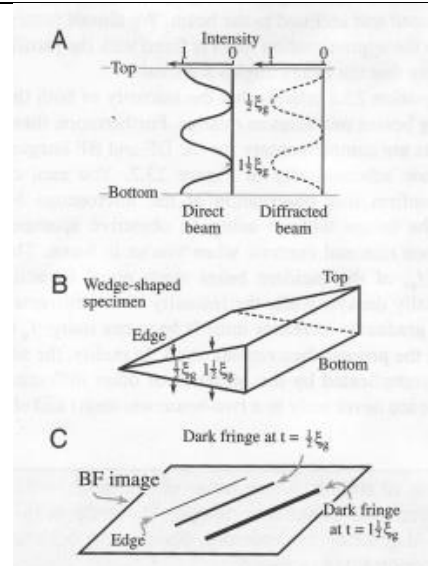 A
Intensity
1 0 1 0
Top
½ξg
1½ξg
Bottom
Direct beam
Diffracted beam
B
Wedge-shaped specimen
Top
Edge
½ξg
1½ξg
Bottom
C
Dark fringe at t = ½ξg
BF image
Edge
Dark fringe at t = 1½ξg